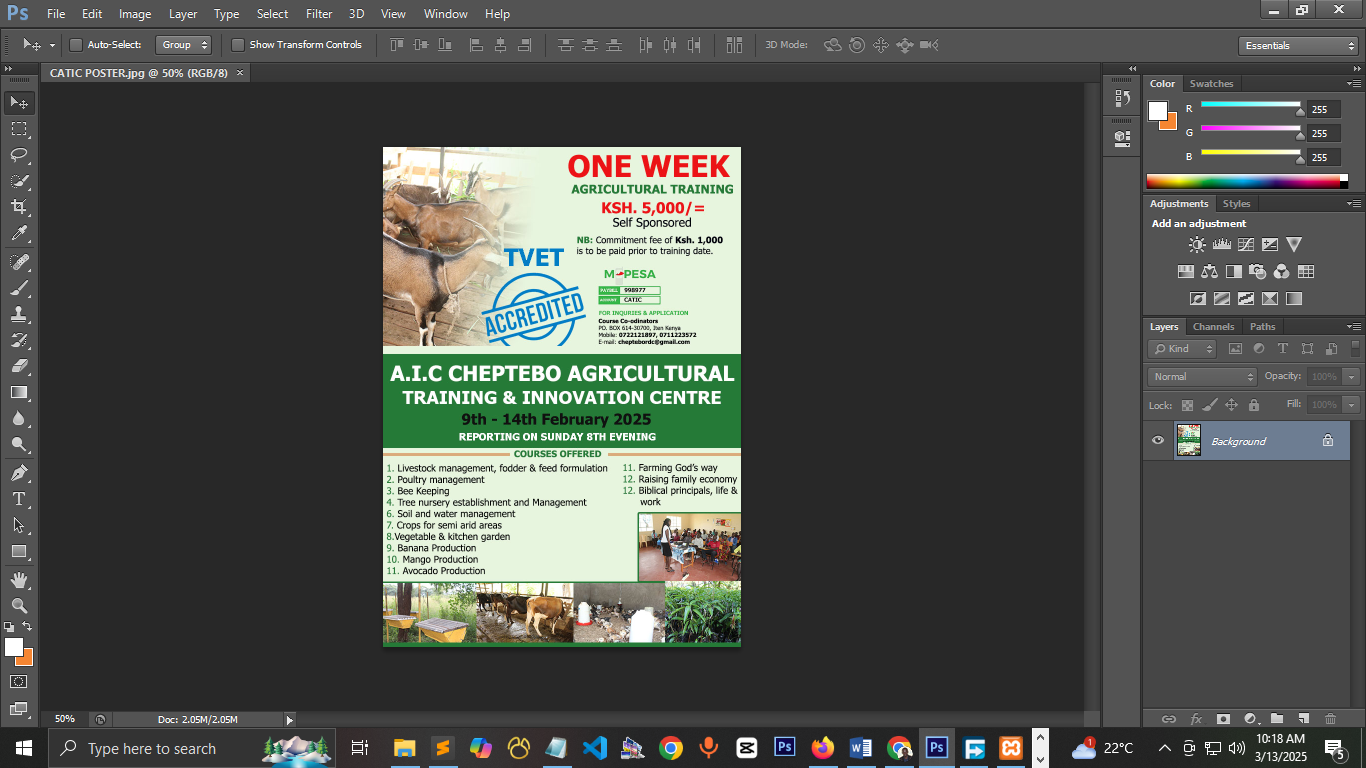 Ps File Edit Image Layer Type Select Filter 3D View Window Help
Auto-Select: Group Show Transform Controls 3D Mode: Essentials
CATIC POSTER.jpg @ 50% (RGB/8) ×
ONE WEEK
AGRICULTURAL TRAINING
KSH. 5,000/=
Self Sponsored
NB: Commitment fee of Ksh. 1,000
is to be paid prior to training date.
TVET
ACCREDITED
M-PESA
PAYBILL 998977
ACCOUNT CATIC
FOR INQURIES & APPLICATION
Course Co-odinators
PO. BOX 614-30700, Iten Kenya
Mobile: 0722121897, 0711223572
E-mail: cheptebordc@gmail.com
A.I.C CHEPTEBO AGRICULTURAL
TRAINING & INNOVATION CENTRE
9th - 14th February 2025
REPORTING ON SUNDAY 8TH EVENING
COURSES OFFERED
1. Livestock management, fodder & feed formulation
2. Poultry management
3. Bee Keeping
4. Tree nursery establishment and Management
6. Soil and water management
7. Crops for semi arid areas
8.Vegetable & kitchen garden
9. Banana Production
10. Mango Production
11. Avocado Production
11. Farming God's way
12. Raising family economy
12. Biblical principals, life &
work
Color Swatches
R 255
G 255
B 255
Adjustments Styles
Add an adjustment
Layers Channels Paths
Kind
Normal Opacity: 100%
Lock: Fill: 100%
Background
fx
50% Doc: 2.05M/2.05M
Type here to search
Ps
Ps
1
22°C
10:18 AM
3/13/2025
5